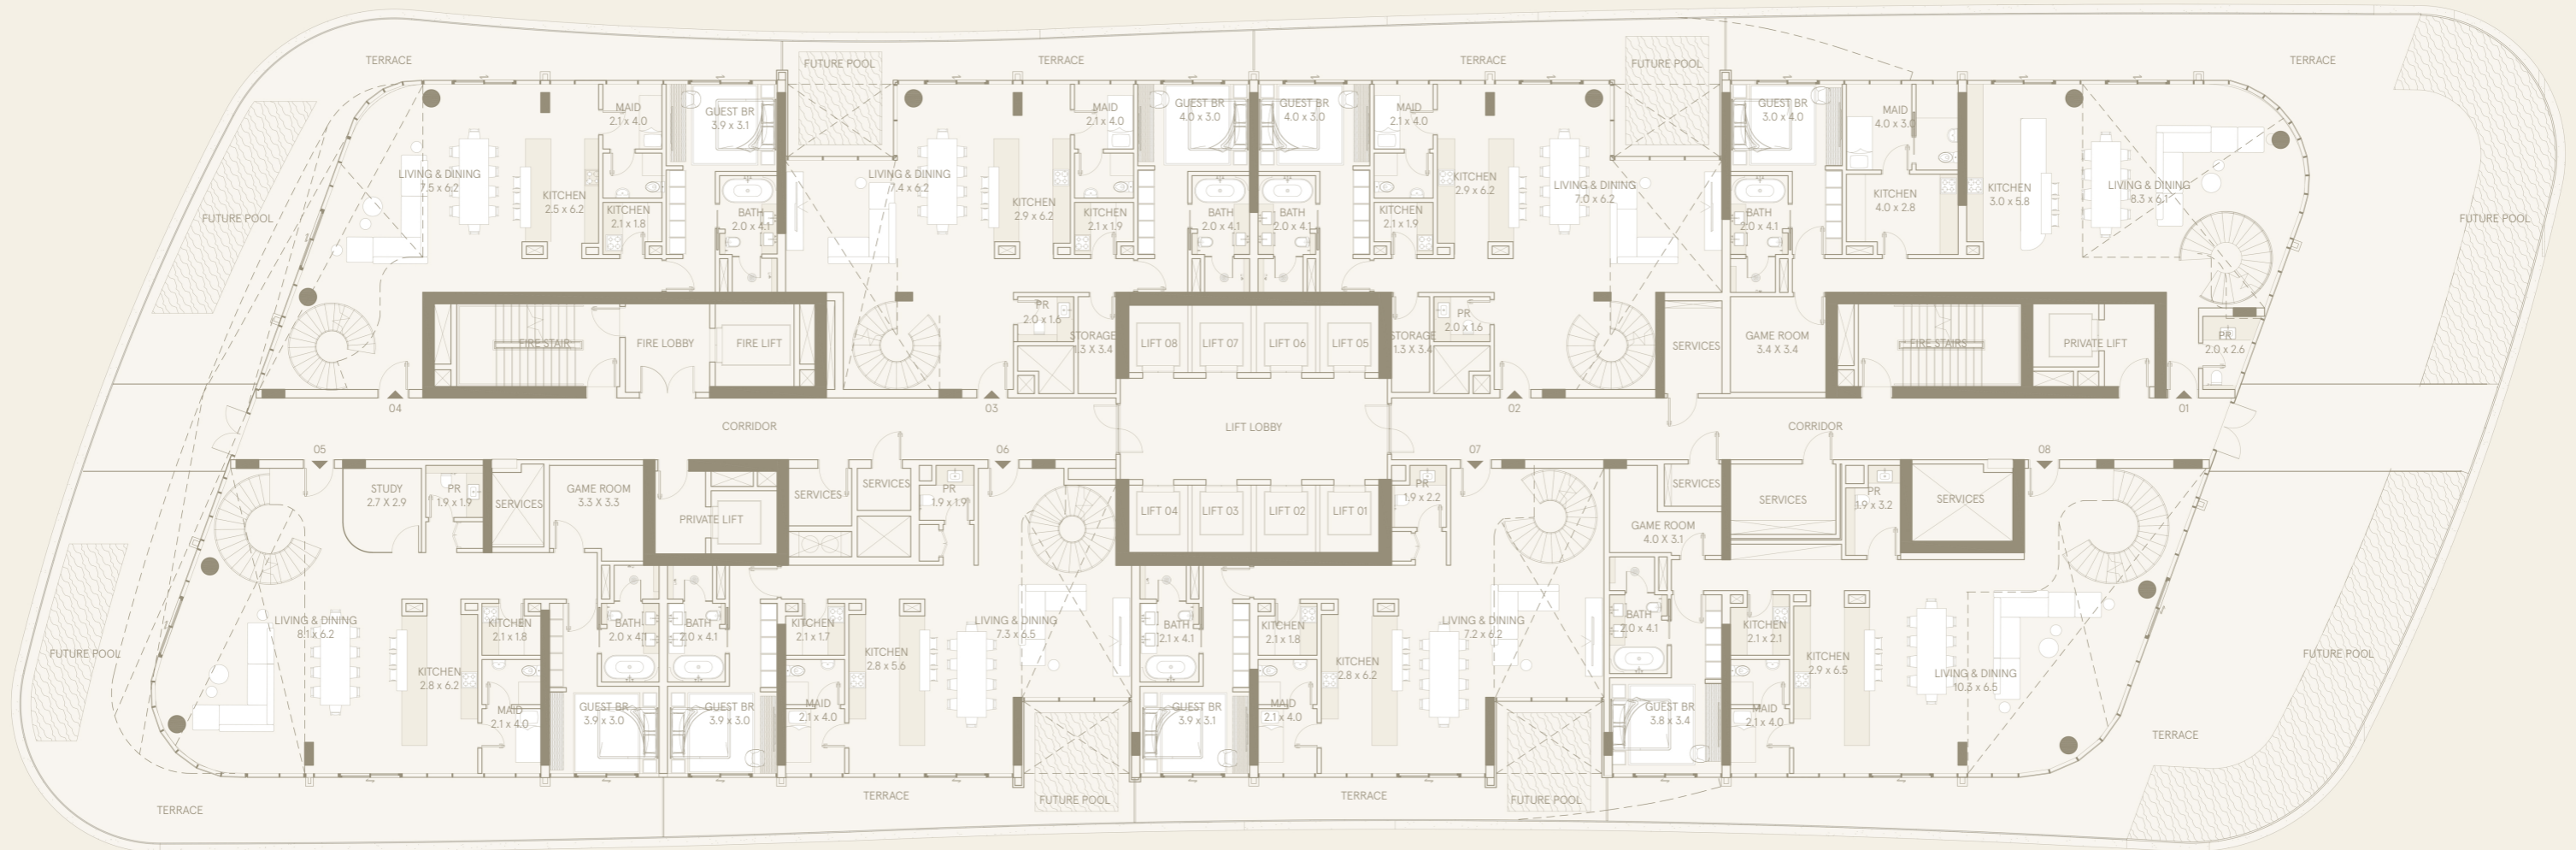 TERRACE
TERRACE
TERRACE
TERRACE
FUTURE POOL
FUTURE POOL
MAID
2.1 x 4.0
GUEST BR
3.9 x 3.1
MAID
2.1 x 4.0
GUEST BR
4.0 x 3.0
GUEST BR
4.0 x 3.0
MAID
2.1 x 4.0
GUEST BR
3.0 x 4.0
MAID
4.0 x 3.0
LIVING & DINING
7.5 x 6.2
KITCHEN
2.5 x 6.2
KITCHEN
2.1 x 1.8
BATH
2.0 x 4.1
LIVING & DINING
7.4 x 6.2
KITCHEN
2.9 x 6.2
KITCHEN
2.1 x 1.9
BATH
2.0 x 4.1
BATH
2.0 x 4.1
KITCHEN
2.1 x 1.9
KITCHEN
2.9 x 6.2
LIVING & DINING
7.0 x 6.2
BATH
2.0 x 4.1
KITCHEN
4.0 x 2.8
KITCHEN
3.0 x 5.8
LIVING & DINING
8.3 x 6.1
FUTURE POOL
FUTURE POOL
FIRE STAIR
FIRE LOBBY
FIRE LIFT
PR
2.0 x 1.6
STORAGE
1.3 X 3.4
LIFT 08
LIFT 07
LIFT 06
LIFT 05
STORAGE
1.3 X 3.4
PR
2.0 x 1.6
SERVICES
GAME ROOM
3.4 X 3.4
FIRE STAIRS
PRIVATE LIFT
PR
2.0 x 2.6
04
03
02
01
CORRIDOR
LIFT LOBBY
CORRIDOR
05
06
07
08
STUDY
2.7 X 2.9
PR
1.9 x 1.9
SERVICES
GAME ROOM
3.3 X 3.3
PRIVATE LIFT
SERVICES
SERVICES
PR
1.9 x 1.9
LIFT 04
LIFT 03
LIFT 02
LIFT 01
PR
1.9 x 2.2
SERVICES
GAME ROOM
4.0 X 3.1
SERVICES
PR
3.9 x 3.2
SERVICES
LIVING & DINING
8.1 x 6.2
KITCHEN
2.8 x 6.2
KITCHEN
2.1 x 1.8
BATH
2.0 x 4.1
BATH
2.0 x 4.1
KITCHEN
2.1 x 1.7
KITCHEN
2.8 x 5.6
LIVING & DINING
7.3 x 6.5
BATH
2.1 x 4.1
KITCHEN
2.1 x 1.8
KITCHEN
2.8 x 6.2
LIVING & DINING
7.2 x 6.2
BATH
2.0 x 4.1
KITCHEN
2.1 x 2.1
KITCHEN
2.9 x 6.5
LIVING & DINING
10.3 x 6.5
FUTURE POOL
FUTURE POOL
MAID
2.1 x 4.0
GUEST BR
3.9 x 3.0
GUEST BR
3.9 x 3.0
MAID
2.1 x 4.0
GUEST BR
3.9 x 3.1
MAID
2.1 x 4.0
GUEST BR
3.8 x 3.4
MAID
2.1 x 4.0
TERRACE
TERRACE
TERRACE
FUTURE POOL
TERRACE
FUTURE POOL